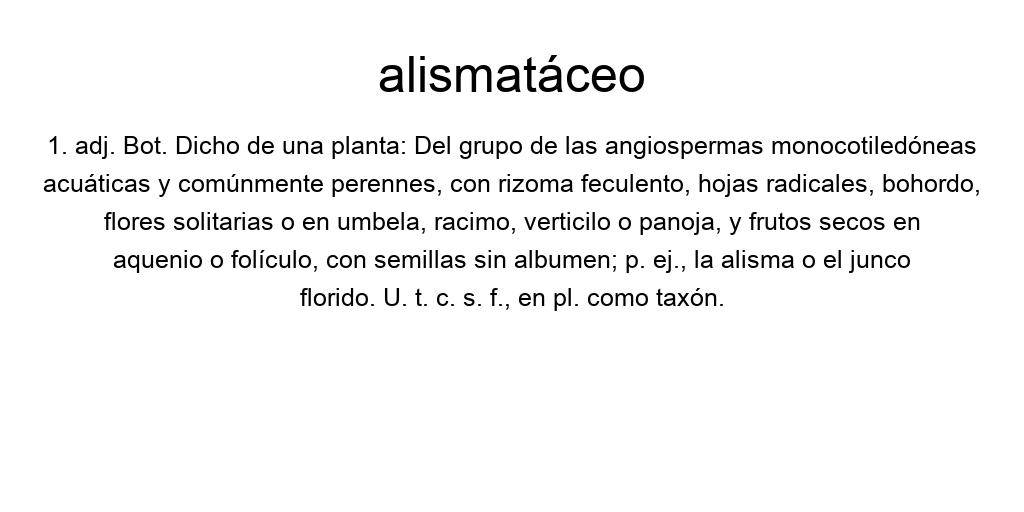 alismatáceo
1. adj. Bot. Dicho de una planta: Del grupo de las angiospermas monocotiledóneas
acuáticas y comúnmente perennes, con rizoma feculento, hojas radicales, bohordo,
flores solitarias o en umbela, racimo, verticilo o panoja, y frutos secos en
aquenio o folículo, con semillas sin albumen; p. ej., la alisma o el junco
florido. U. t. c. s. f., en pl. como taxón.